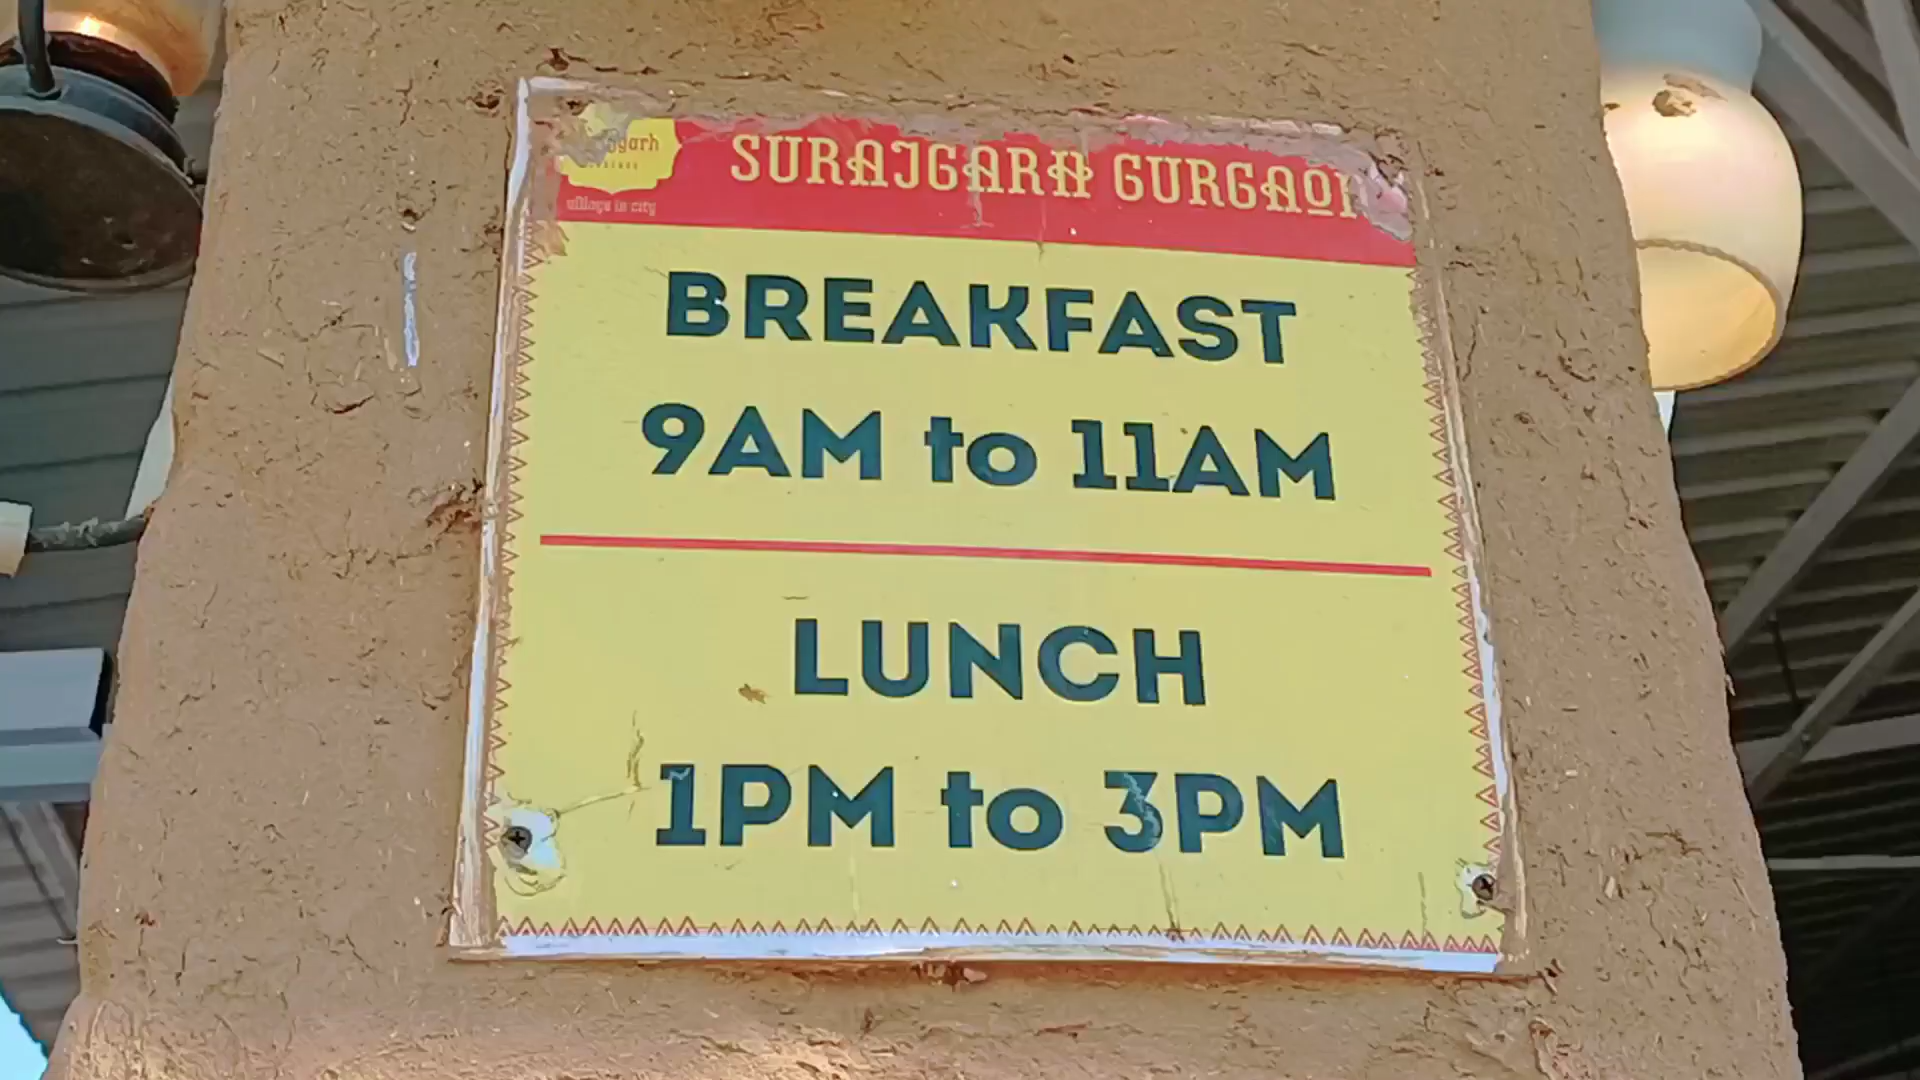 SURAJGARH GURGAON
village in city
BREAKFAST
9AM to 11AM
LUNCH
1PM to 3PM